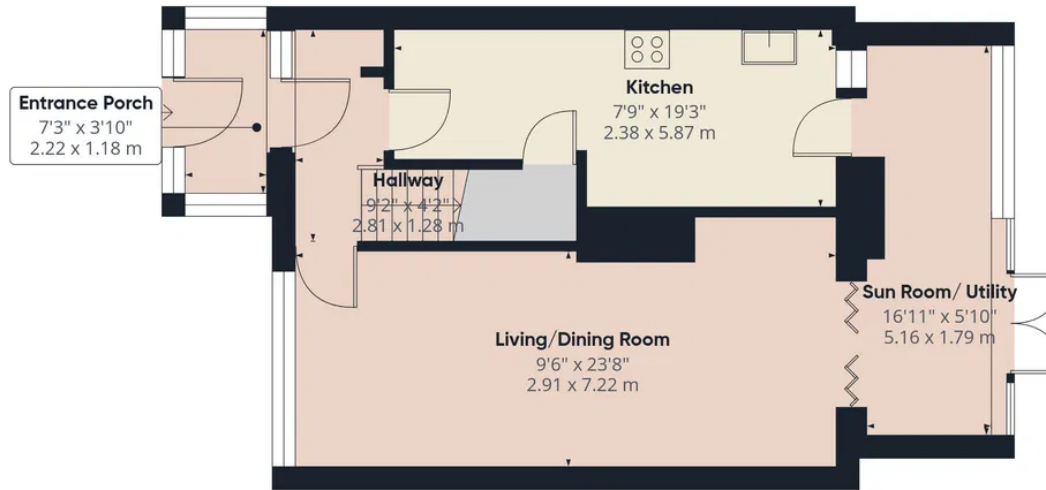 Entrance Porch
7'3" x 3'10"
2.22 x 1.18 m
Kitchen
7'9" x 19'3"
2.38 x 5.87 m
Hallway
9'2" x 4'2"
2.81 x 1.28 m
Sun Room/ Utility
16'11" x 5'10"
5.16 x 1.79 m
Living/Dining Room
9'6" x 23'8"
2.91 x 7.22 m